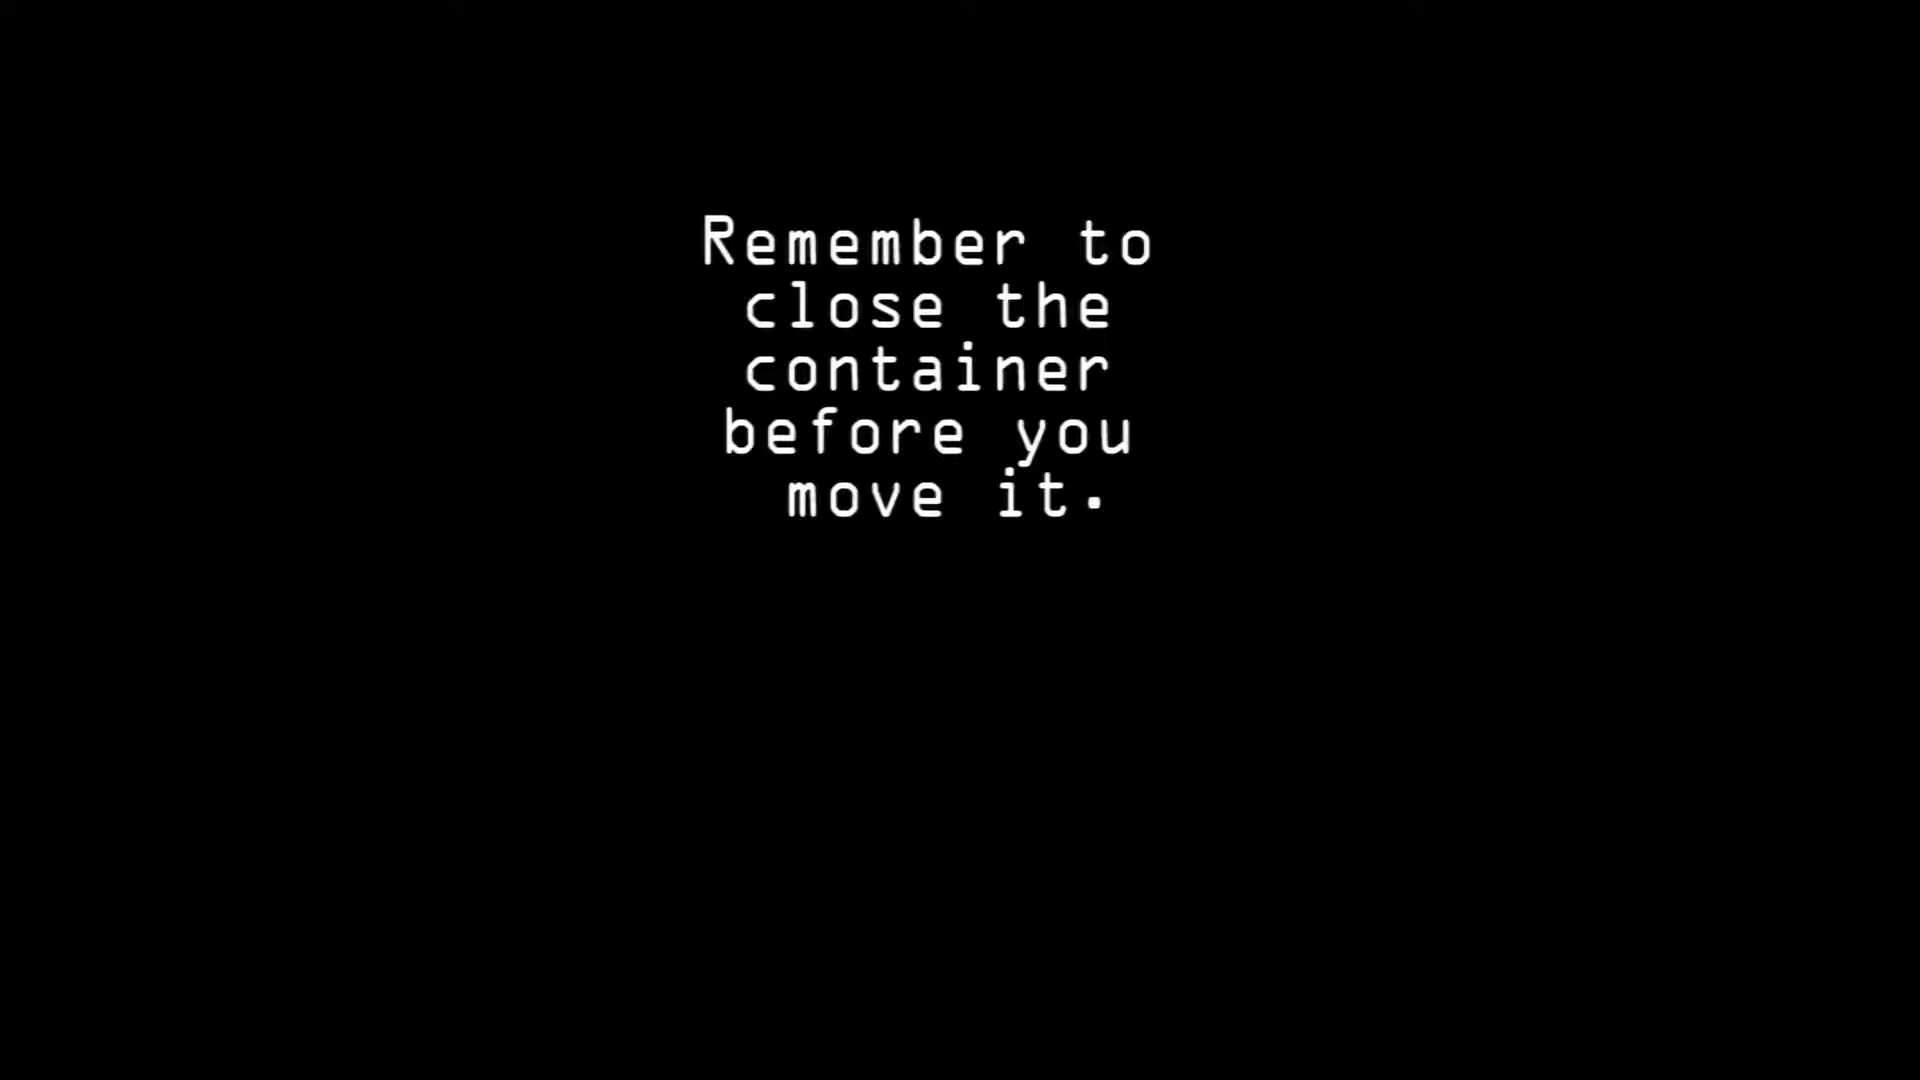 Remember to
close the
container
before you
move it.